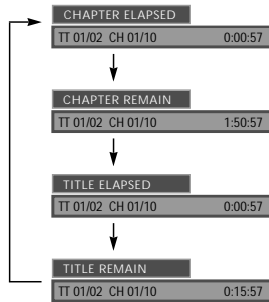 CHAPTER ELAPSED
TT 01/02 CH 01/10 0:00:57
CHAPTER REMAIN
TT 01/02 CH 01/10 1:50:57
TITLE ELAPSED
TT 01/02 CH 01/10 0:00:57
TITLE REMAIN
TT 01/02 CH 01/10 0:15:57